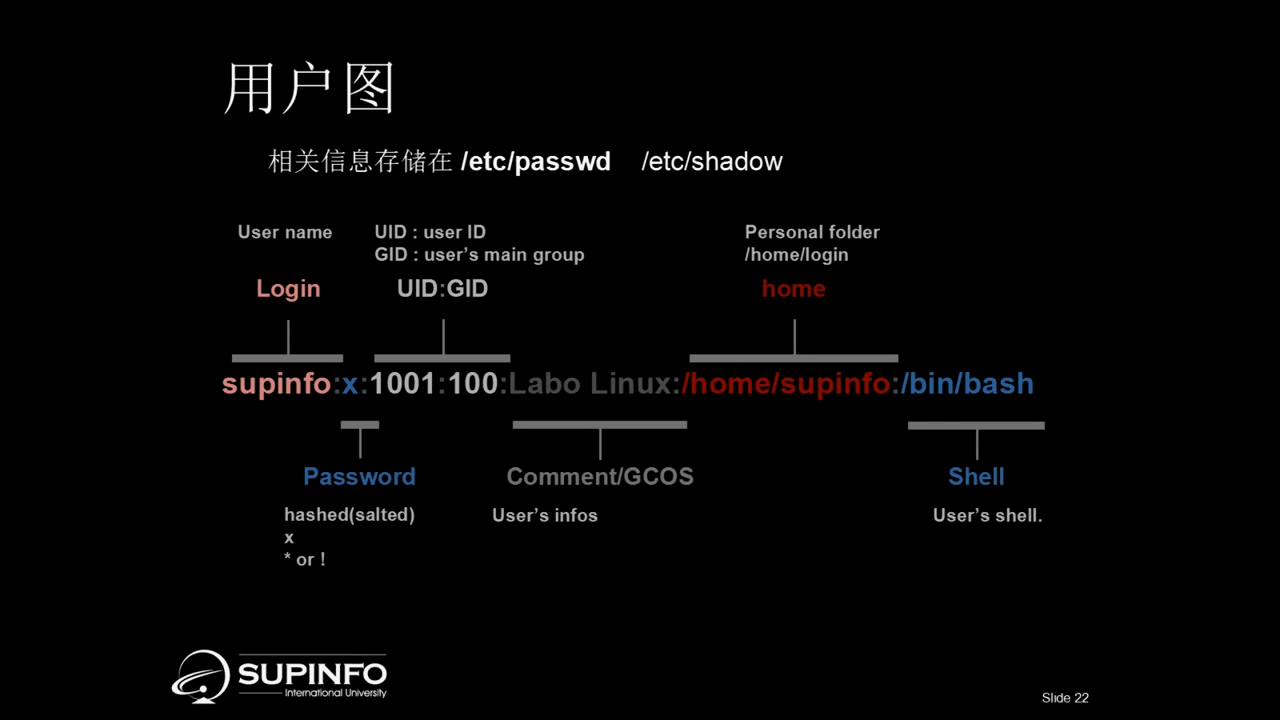 用户图
相关信息存储在 /etc/passwd /etc/shadow
User name
UID : user ID
GID : user’s main group
Personal folder
/home/login
Login
UID:GID
home
supinfo:x:1001:100:Labo Linux:/home/supinfo:/bin/bash
Password
Comment/GCOS
Shell
hashed(salted)
x
* or !
User’s infos
User’s shell.
SUPINFO
International University
Slide 22